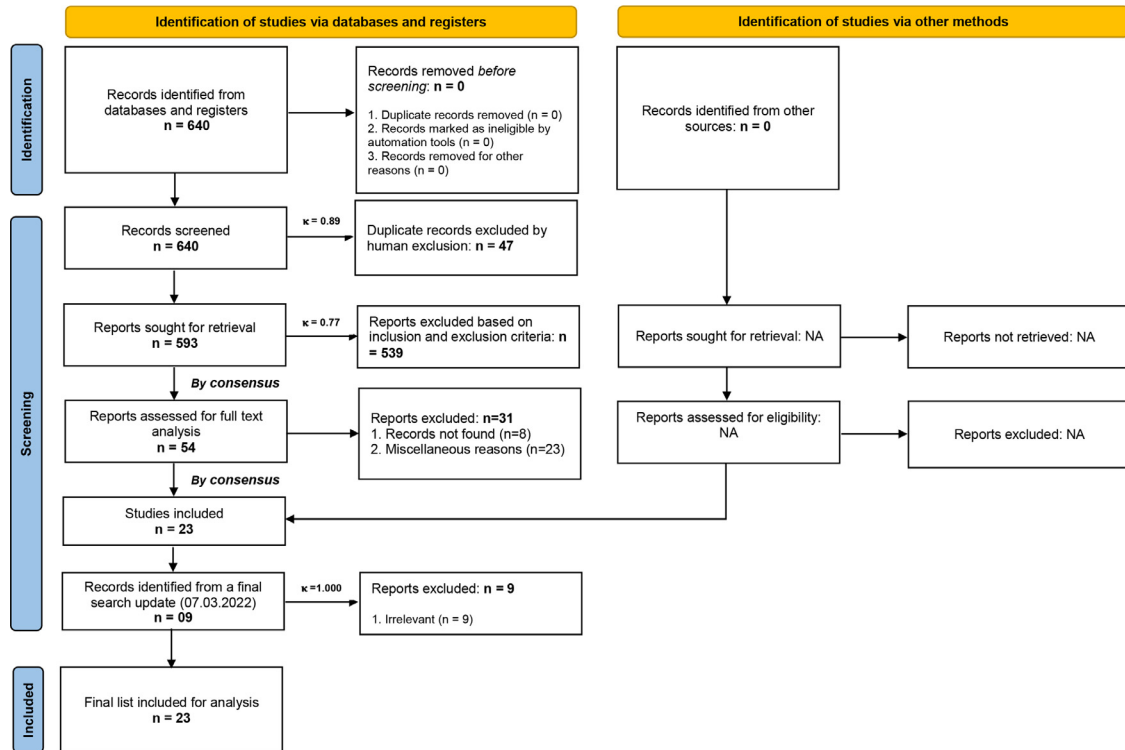 Identification of studies via databases and registers
Identification of studies via other methods
Identification
Records identified from
databases and registers
n = 640
Records removed before
screening: n = 0
1. Duplicate records removed (n = 0)
2. Records marked as ineligible by
automation tools (n = 0)
3. Records removed for other
reasons (n = 0)
Records identified from other
sources: n = 0
Screening
Records screened
n = 640
κ = 0.89
Duplicate records excluded by
human exclusion: n = 47
Reports sought for retrieval
n = 593
κ = 0.77
Reports excluded based on
inclusion and exclusion criteria: n
= 539
Reports sought for retrieval: NA
Reports not retrieved: NA
By consensus
Reports assessed for full text
analysis
n = 54
Reports excluded: n=31
1. Records not found (n=8)
2. Miscellaneous reasons (n=23)
Reports assessed for eligibility:
NA
Reports excluded: NA
By consensus
Studies included
n = 23
Records identified from a final
search update (07.03.2022)
n = 09
κ =1.000
Reports excluded: n = 9
1. Irrelevant (n = 9)
Included
Final list included for analysis
n = 23